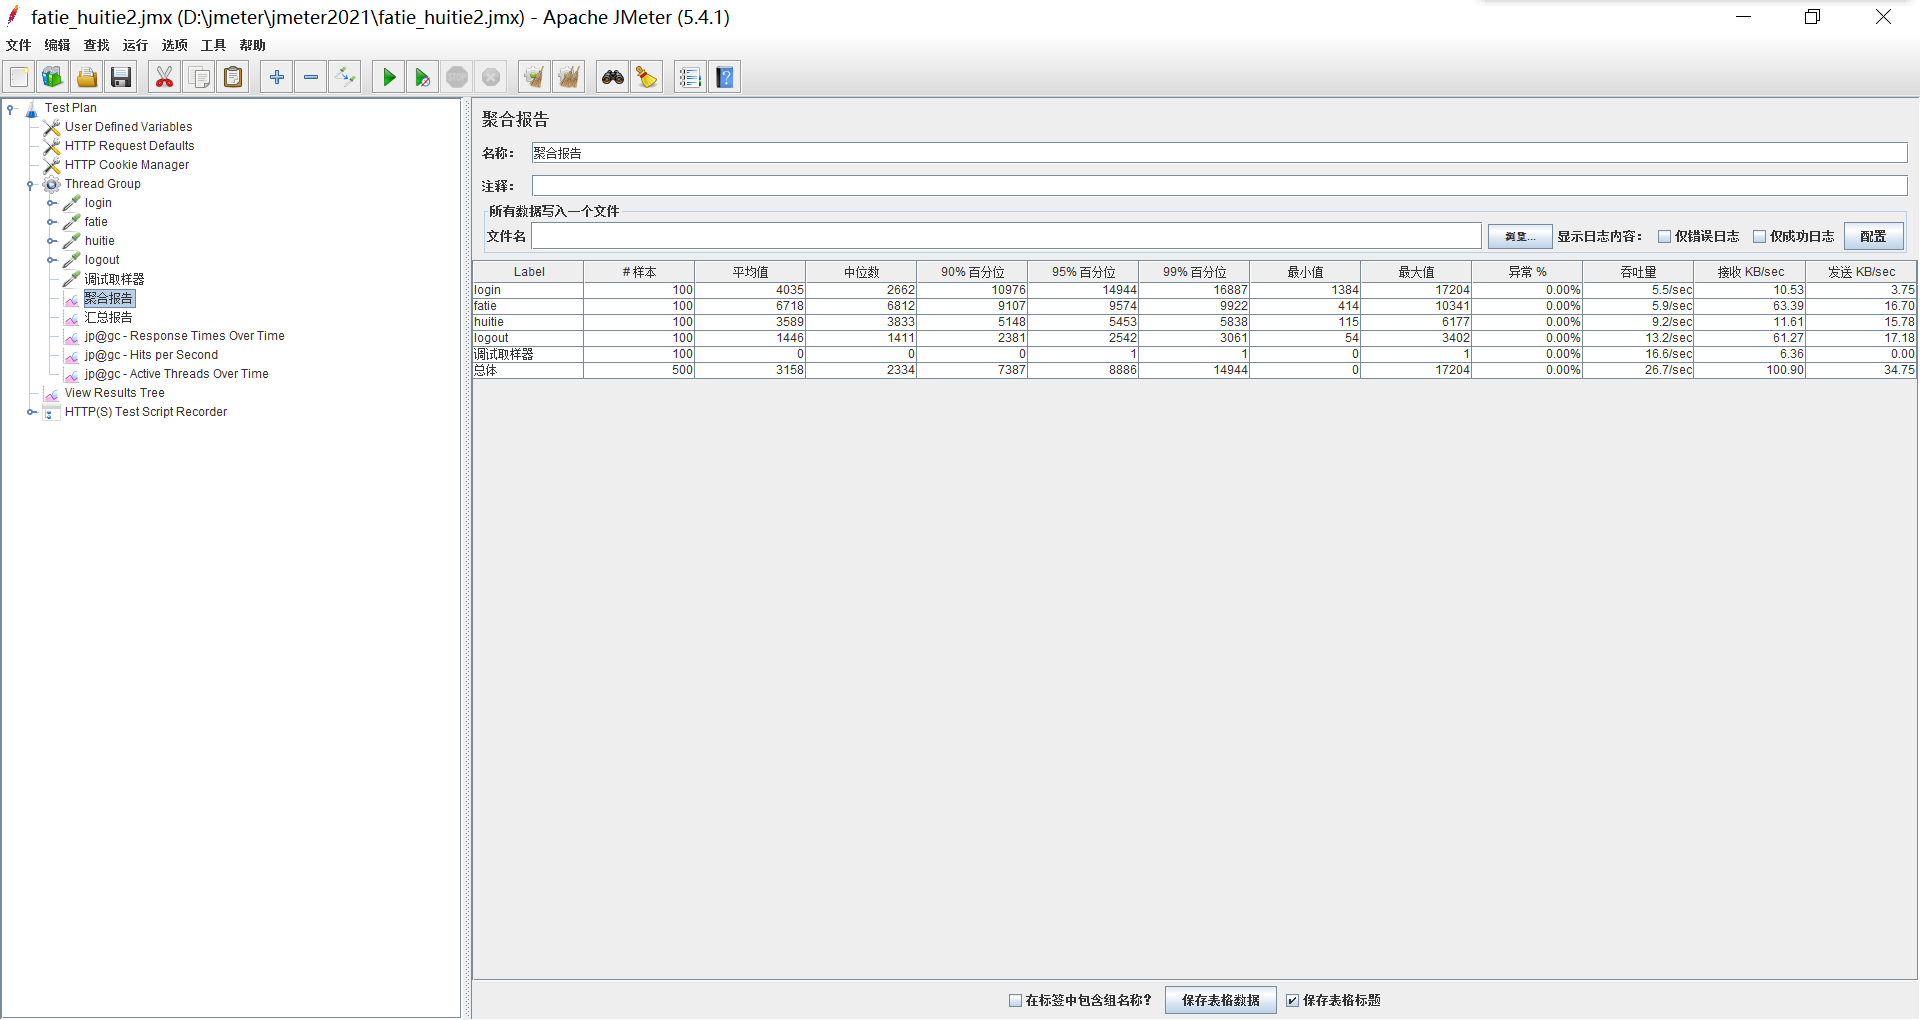 fatie_huitie2.jmx (D:\jmeter\jmeter2021\fatie_huitie2.jmx) - Apache JMeter (5.4.1)
文件 编辑 查找 运行 选项 工具 帮助
Test Plan
User Defined Variables
HTTP Request Defaults
HTTP Cookie Manager
Thread Group
login
fatie
huitie
logout
调试取样器
聚合报告
汇总报告
jp@gc - Response Times Over Time
jp@gc - Hits per Second
jp@gc - Active Threads Over Time
View Results Tree
HTTP(S) Test Script Recorder
聚合报告
名称： 聚合报告
注释：
所有数据写入一个文件
文件名 浏览... 显示日志内容： 仅错误日志 仅成功日志 配置
Label # 样本 平均值 中位数 90% 百分位 95% 百分位 99% 百分位 最小值 最大值 异常 % 吞吐量 接收 KB/sec 发送 KB/sec
login 100 4035 2662 10976 14944 16887 1384 17204 0.00% 5.5/sec 10.53 3.75
fatie 100 6718 6812 9107 9574 9922 414 10341 0.00% 5.9/sec 63.39 16.70
huitie 100 3589 3833 5148 5453 5838 115 6177 0.00% 9.2/sec 11.61 15.78
logout 100 1446 1411 2381 2542 3061 54 3402 0.00% 13.2/sec 61.27 17.18
调试取样器 100 0 0 0 1 1 0 1 0.00% 16.6/sec 6.36 0.00
总体 500 3158 2334 7387 8886 14944 0 17204 0.00% 26.7/sec 100.90 34.75
在标签中包含组名称? 保存表格数据 保存表格标题